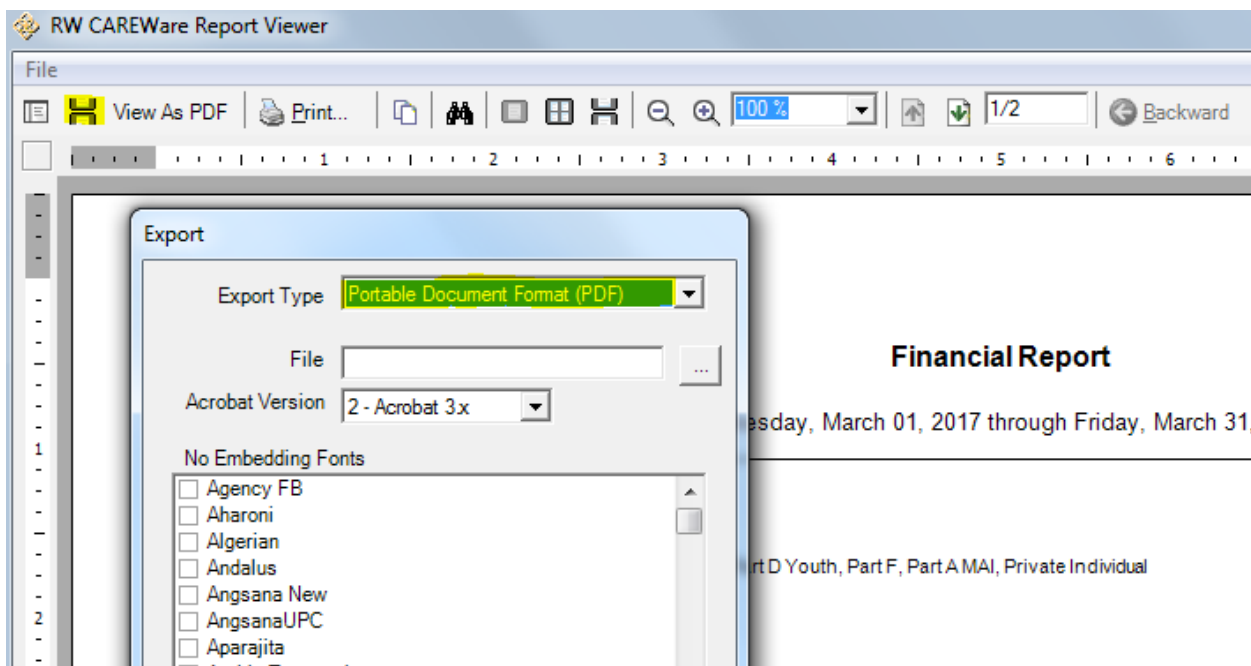 RW CAREWare Report Viewer
File
View As PDF Print... 100 % 1/2 Backward
1 2 3 4 5 6
Export
Export Type Portable Document Format (PDF)
File ...
Acrobat Version 2 - Acrobat 3.x
No Embedding Fonts
Agency FB
Aharoni
Algerian
Andalus
Angsana New
AngsanaUPC
Aparajita
Financial Report
esday, March 01, 2017 through Friday, March 31,
rt D Youth, Part F, Part A MAI, Private Individual
1
2